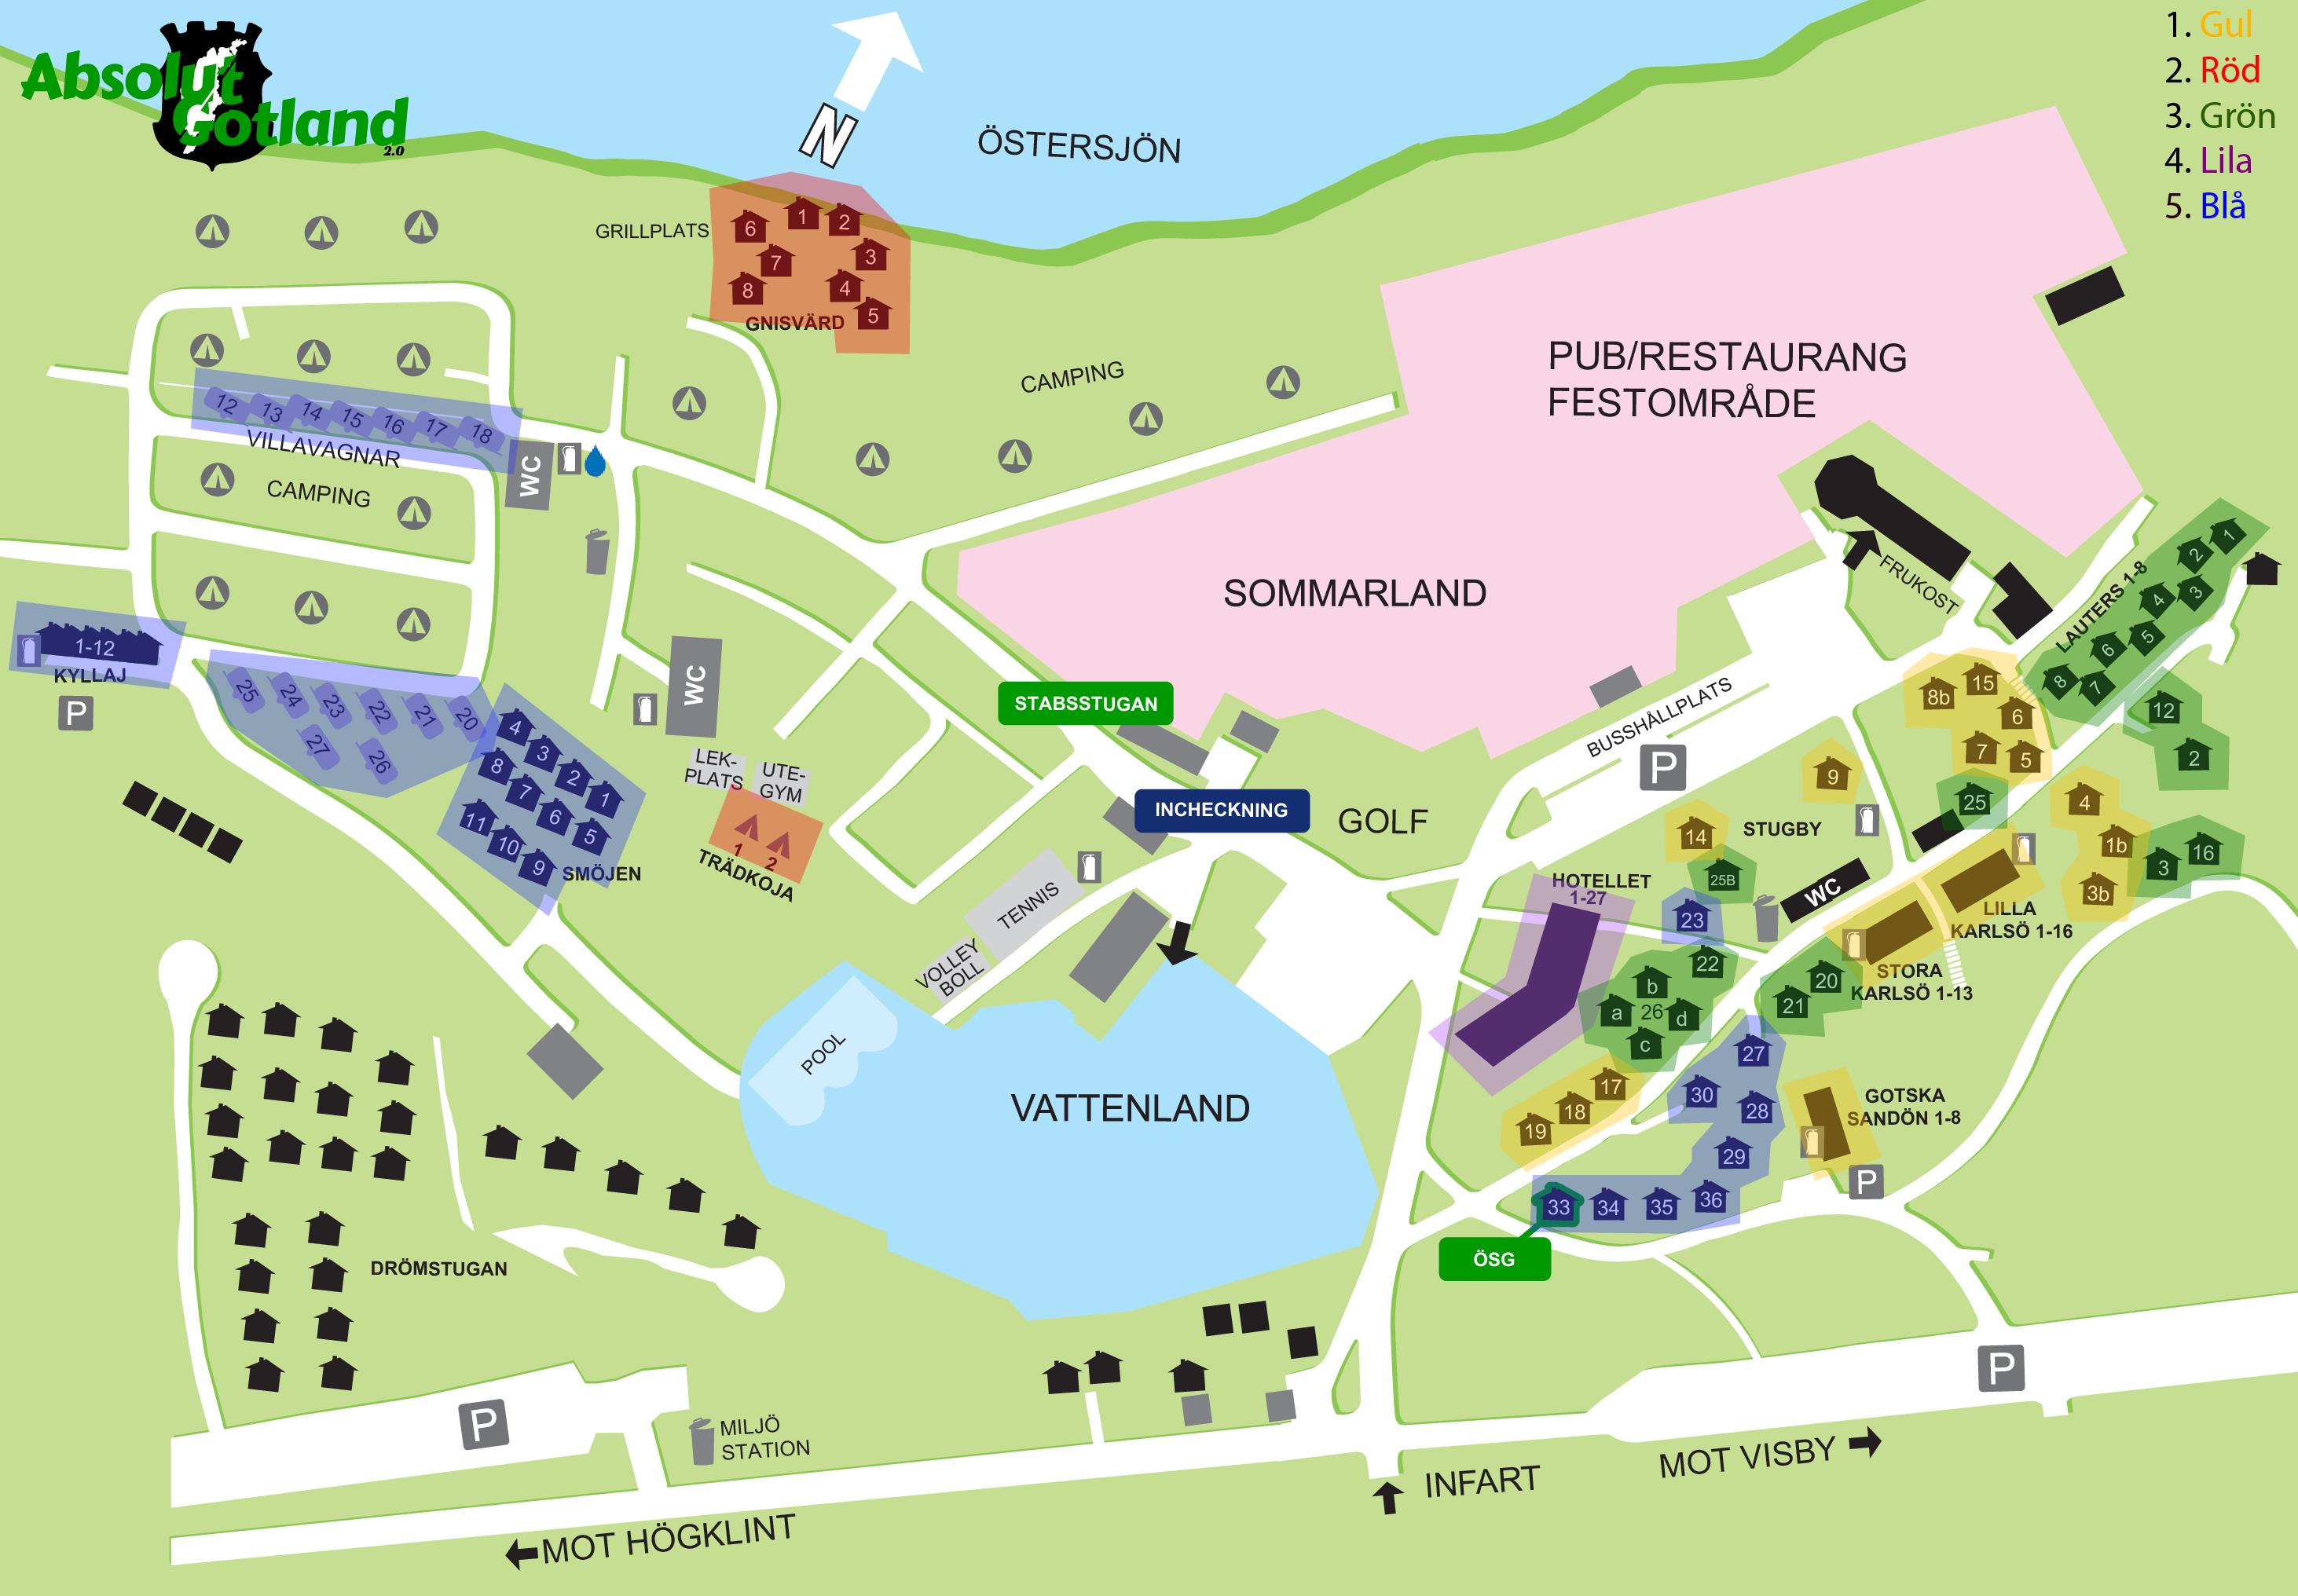 Absolut
Gotland
2.0
1. Gul
2. Röd
3. Grön
4. Lila
5. Blå
N
ÖSTERSJÖN
GRILLPLATS
6
1
2
3
7
8
4
5
GNISVÄRD
CAMPING
PUB/RESTAURANG
FESTOMRÅDE
12
13
14
15
16
17
18
VILLAVAGNAR
WC
CAMPING
SOMMARLAND
FRUKOST
LAUTERS 1-8
1
2
3
4
5
6
7
8
1-12
KYLLAJ
P
25
24
23
22
21
20
27
26
4
3
2
1
8
7
6
5
11
10
9
SMÖJEN
WC
LEK-
PLATS
UTE-
GYM
1
2
TRÄDKOJA
STABSSTUGAN
INCHECKNING
GOLF
BUSSHÅLLPLATS
P
8b
15
6
7
5
12
2
9
25
4
1b
3
16
3b
14
STUGBY
25B
23
WC
HOTELLET
1-27
LILLA
KARLSÖ 1-16
STORA
KARLSÖ 1-13
TENNIS
VOLLEY
BOLL
POOL
VATTENLAND
22
b
a
26
d
c
20
21
27
30
28
29
17
18
19
GOTSKA
SANDÖN 1-8
P
33
34
35
36
ÖSG
DRÖMSTUGAN
P
MILJÖ
STATION
P
MOT VISBY
INFART
MOT HÖGKLINT